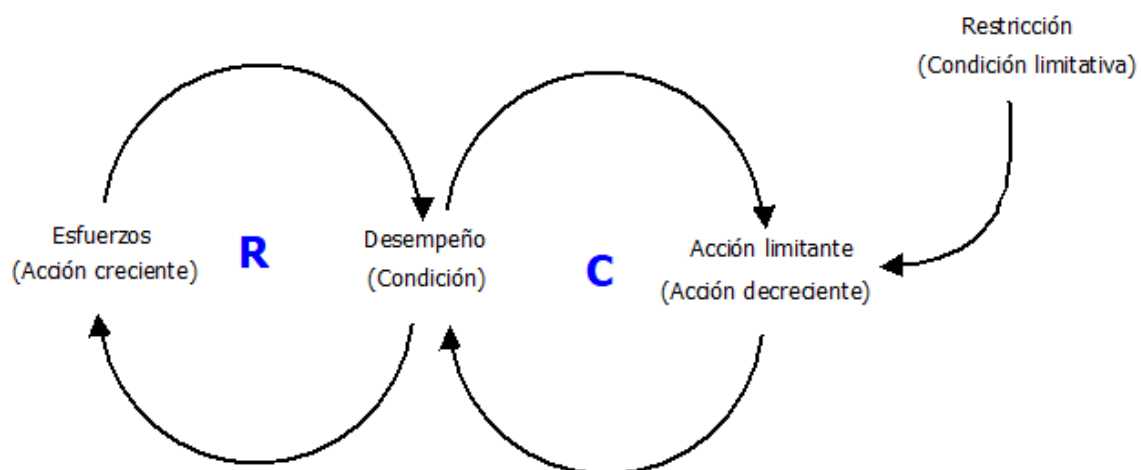 Restricción
(Condición limitativa)
Esfuerzos
(Acción creciente)
R
Desempeño
(Condición)
C
Acción limitante
(Acción decreciente)